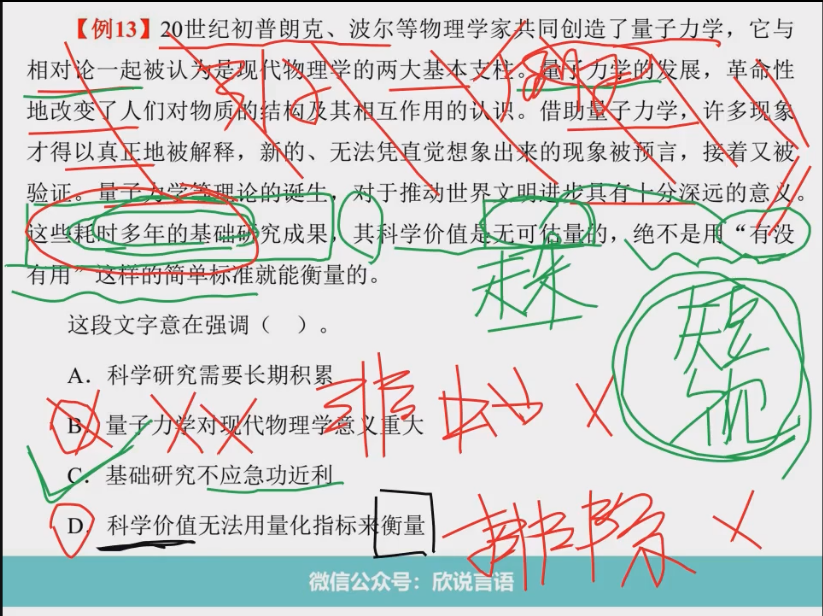 【例13】20世纪初普朗克、波尔等物理学家共同创造了量子力学，它与
相对论一起被认为是现代物理学的两大基本支柱。量子力学的发展，革命性
地改变了人们对物质的结构及其相互作用的认识。借助量子力学，许多现象
才得以真正地被解释，新的、无法凭直觉想象出来的现象被预言，接着又被
验证。量子力学等理论的诞生，对于推动世界文明进步具有十分深远的意义。
这些耗时多年的基础研究成果，其科学价值是无可估量的，绝不是用“有没
有用”这样的简单标准就能衡量的。
未来
短
视
这段文字意在强调（ ）。
A．科学研究需要长期积累
B．量子力学对现代物理学意义重大
C．基础研究不应急功近利
D．科学价值无法用量化指标来衡量
排除
微信公众号：欣说言语